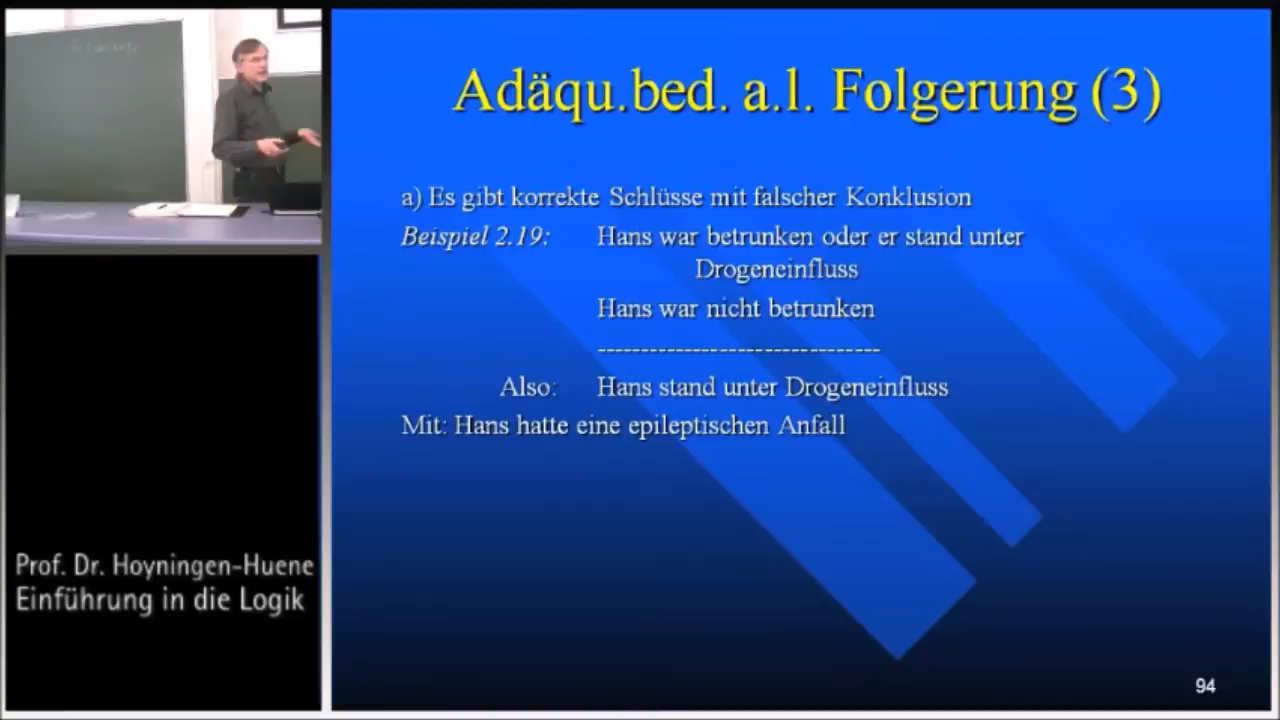 Adäqu.bed. a.l. Folgerung (3)
a) Es gibt korrekte Schlüsse mit falscher Konklusion
Beispiel 2.19: Hans war betrunken oder er stand unter
Drogeneinfluss
Hans war nicht betrunken
-------------------------------
Also: Hans stand unter Drogeneinfluss
Mit: Hans hatte eine epileptischen Anfall
Prof. Dr. Hoyningen-Huene
Einführung in die Logik
94